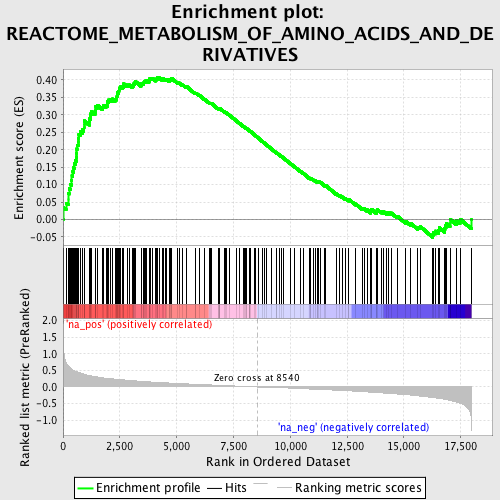 Enrichment plot:
REACTOME_METABOLISM_OF_AMINO_ACIDS_AND_DE
RIVATIVES
Enrichment score (ES)
0.40
0.35
0.30
0.25
0.20
0.15
0.10
0.05
0.00
-0.05
Ranked list metric (PreRanked)
2.0
1.5
1.0
0.5
0.0
-0.5
-1.0
'na_pos' (positively correlated)
Zero cross at 8540
'na_neg' (negatively correlated)
0
2,500
5,000
7,500
10,000
12,500
15,000
17,500
Rank in Ordered Dataset
Enrichment profile
Hits
Ranking metric scores